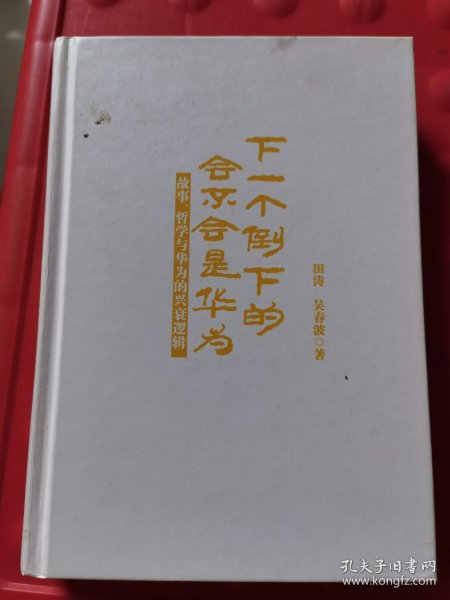 下一个倒下的
会不会是华为
故事、哲学与华为的兴衰逻辑
田涛 吴春波◎著
孔夫子旧书网
www.kongfz.com